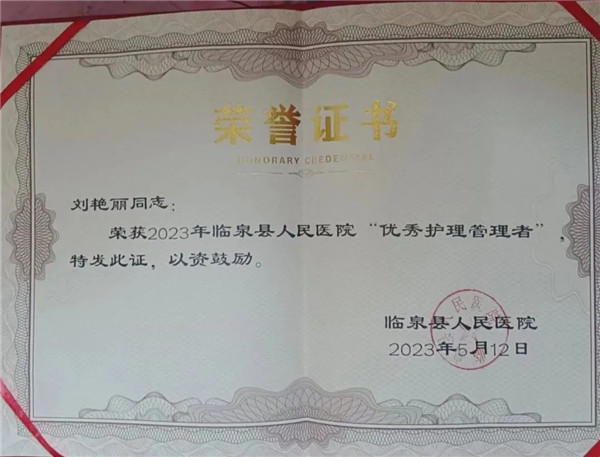 荣誉证书
HONORARY CREDENTIAL
刘艳丽同志：
荣获2023年临泉县人民医院“优秀护理管理者”，
特发此证，以资鼓励。
临泉县人民医院
2023年5月12日